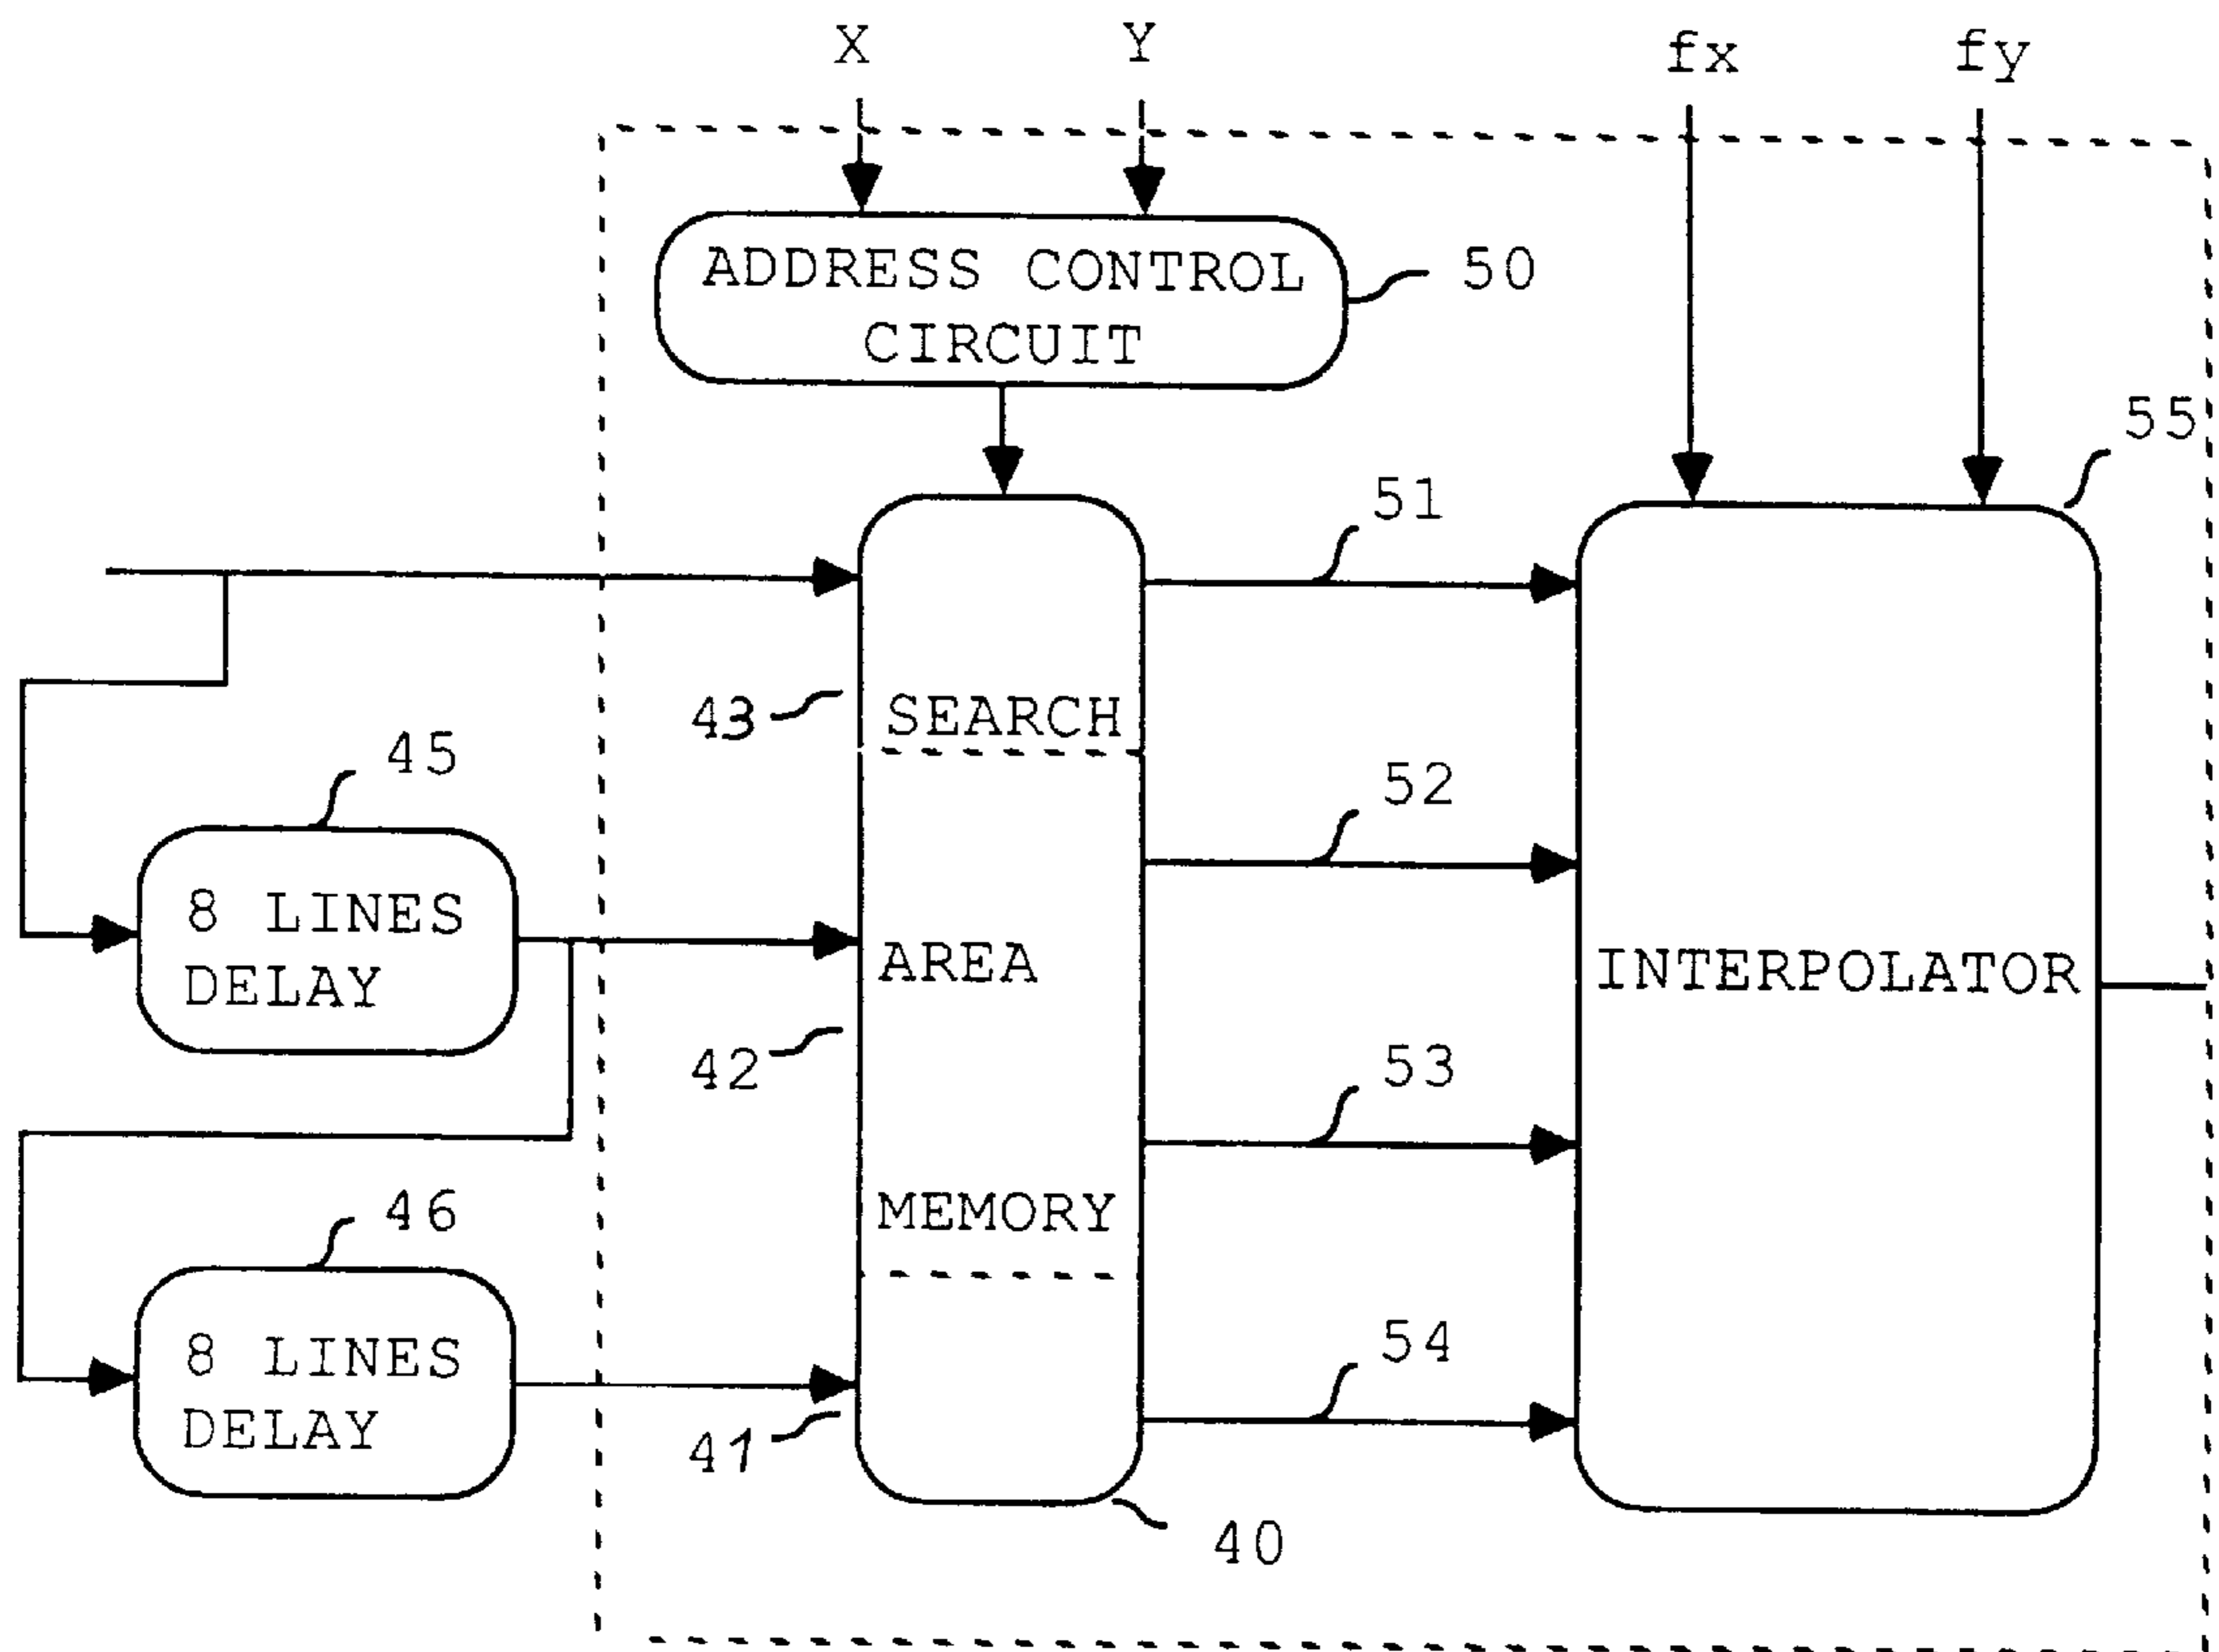 X Y fx fy
ADDRESS CONTROL
CIRCUIT
50
55
51
43
SEARCH
45
52
8 LINES
DELAY
AREA
INTERPOLATOR
42
53
46
MEMORY
8 LINES
DELAY
54
41
40